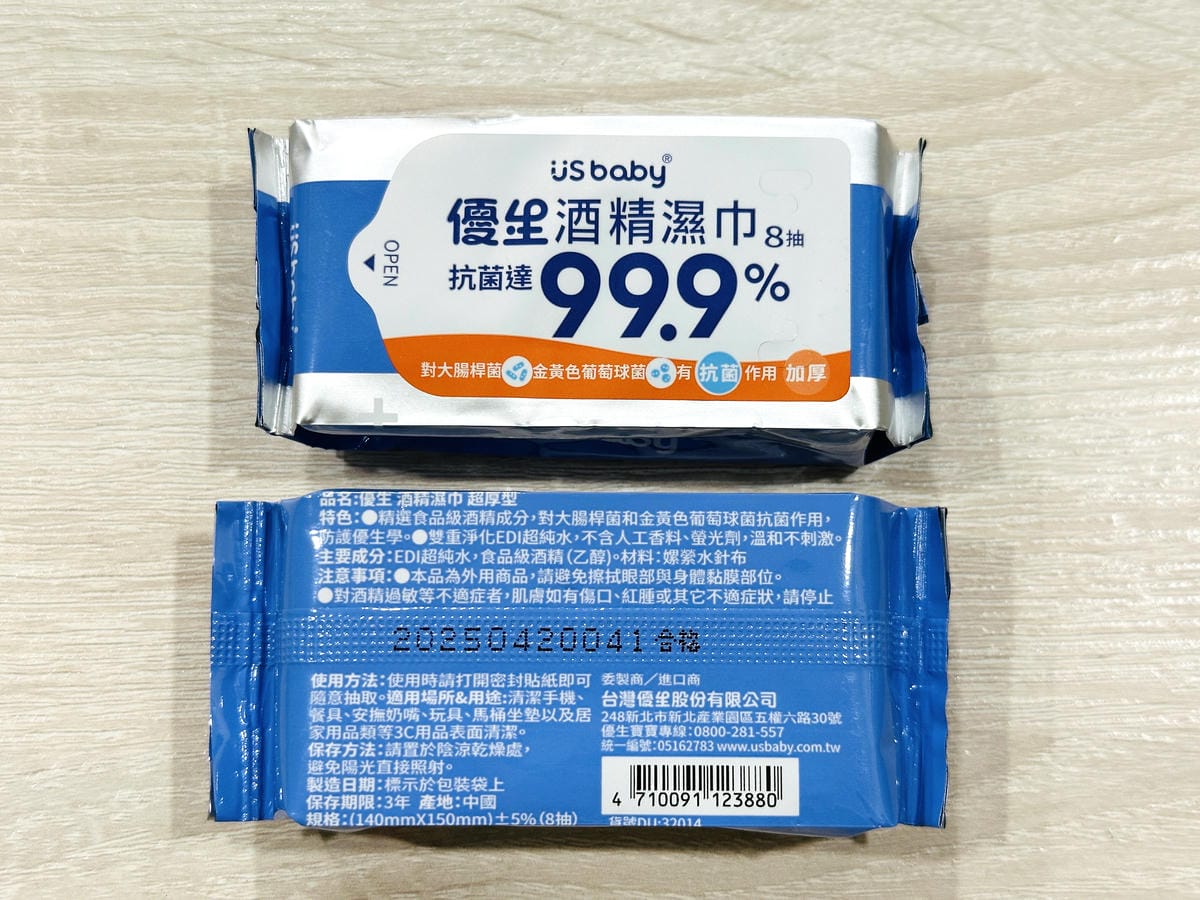 üSbaby®
優生酒精濕巾 8抽
抗菌達99.9%
OPEN
對大腸桿菌 金黃色葡萄球菌 有 抗菌 作用 加厚
品名:優生 酒精濕巾 超厚型
特色:●精選食品級酒精成分,對大腸桿菌和金黃色葡萄球菌抗菌作用,
防護優生學。●雙重淨化EDI超純水,不含人工香料、螢光劑,溫和不刺激。
主要成分:EDI超純水,食品級酒精(乙醇)。材料:嫘縈水針布
注意事項:●本品為外用商品,請避免擦拭眼部與身體黏膜部位。
●對酒精過敏等不適症者,肌膚如有傷口、紅腫或其它不適症狀,請停止
20250420041合格
使用方法:使用時請打開密封貼紙即可
隨意抽取。適用場所&用途:清潔手機、
餐具、安撫奶嘴、玩具、馬桶坐墊以及居
家用品類等3C用品表面清潔。
保存方法:請置於陰涼乾燥處,
避免陽光直接照射。
製造日期:標示於包裝袋上
保存期限:3年 產地:中國
規格:(140mmX150mm)±5%(8抽)
委製商/進口商
台灣優生股份有限公司
248新北市新北產業園區五權六路30號
優生寶寶專線:0800-281-557
統一編號:05162783 www.usbaby.com.tw
4 710091 123880
貨號DU:32014